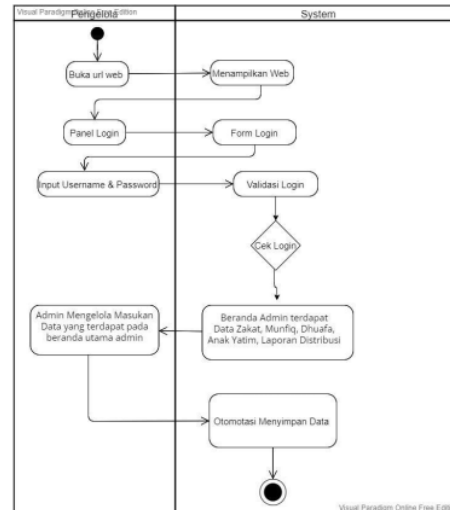 Visual Paradigm Online Free Edition
Pengelola
System
Buka url web
Menampilkan Web
Panel Login
Form Login
Input Username & Password
Validasi Login
Cek Login
Admin Mengelola Masukan
Data yang terdapat pada
beranda utama admin
Beranda Admin terdapat
Data Zakat, Munfiq, Dhuafa,
Anak Yatim, Laporan Distribusi
Otomotasi Menyimpan Data
Visual Paradigm Online Free Editi